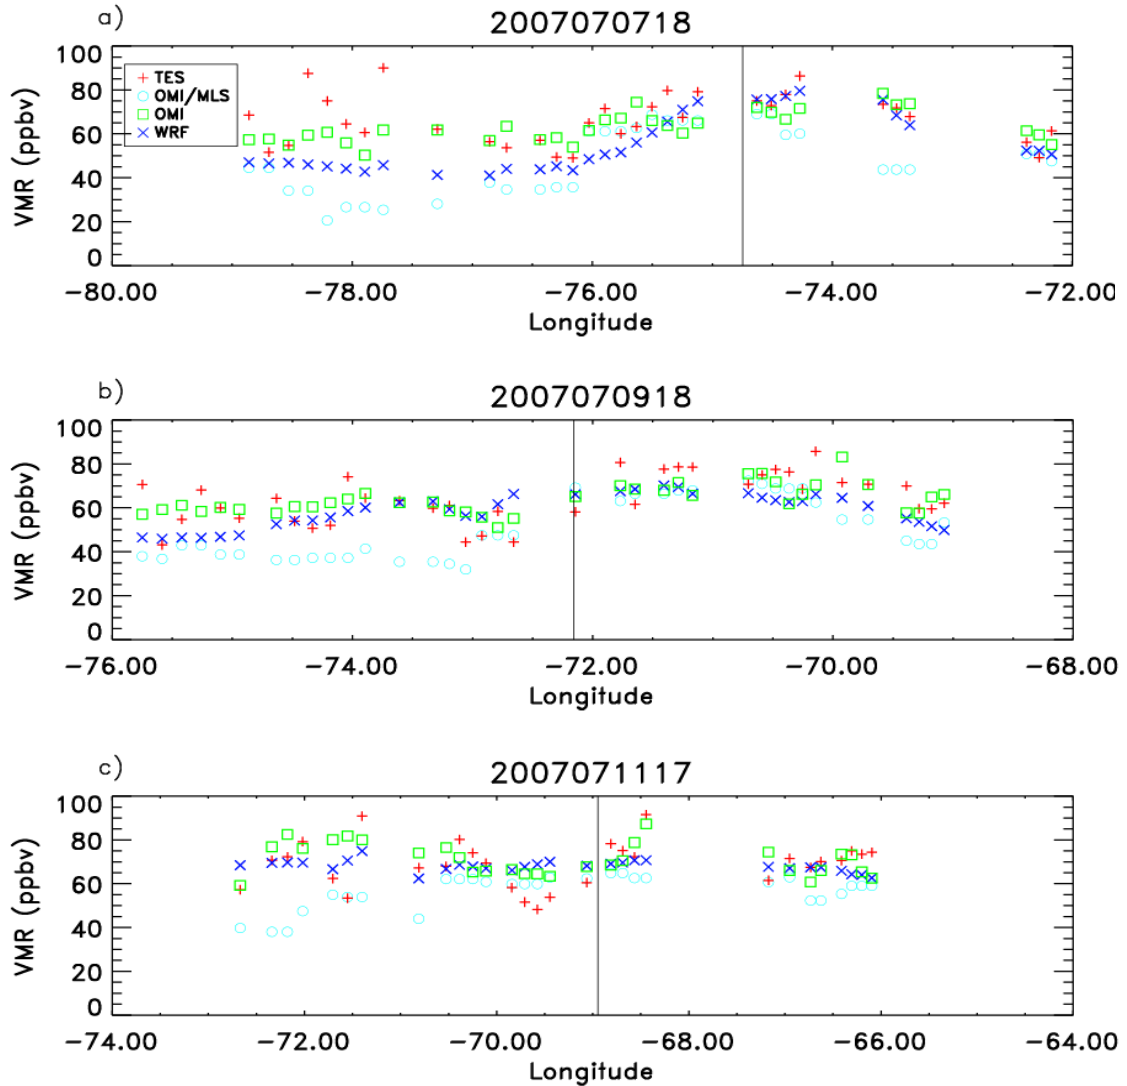 a)
2007070718
VMR (ppbv)
100
80
60
40
20
0
TES
OMI/MLS
OMI
WRF
−80.00 −78.00 −76.00 −74.00 −72.00
Longitude
b)
2007070918
VMR (ppbv)
100
80
60
40
20
0
−76.00 −74.00 −72.00 −70.00 −68.00
Longitude
c)
2007071117
VMR (ppbv)
100
80
60
40
20
0
−74.00 −72.00 −70.00 −68.00 −66.00 −64.00
Longitude